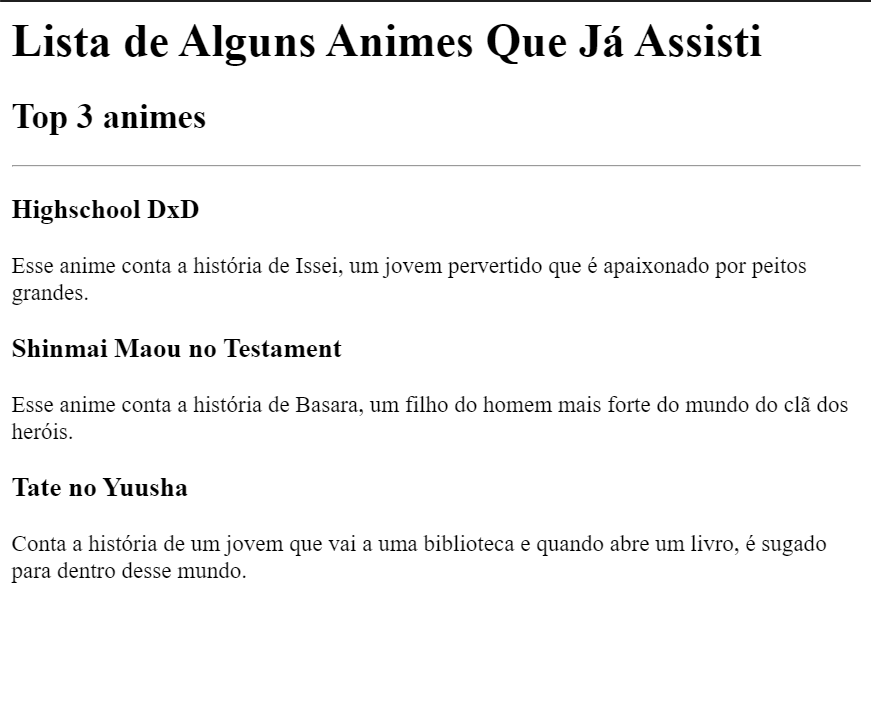 Lista de Alguns Animes Que Já Assisti
Top 3 animes
Highschool DxD
Esse anime conta a história de Issei, um jovem pervertido que é apaixonado por peitos
grandes.
Shinmai Maou no Testament
Esse anime conta a história de Basara, um filho do homem mais forte do mundo do clã dos
heróis.
Tate no Yuusha
Conta a história de um jovem que vai a uma biblioteca e quando abre um livro, é sugado
para dentro desse mundo.